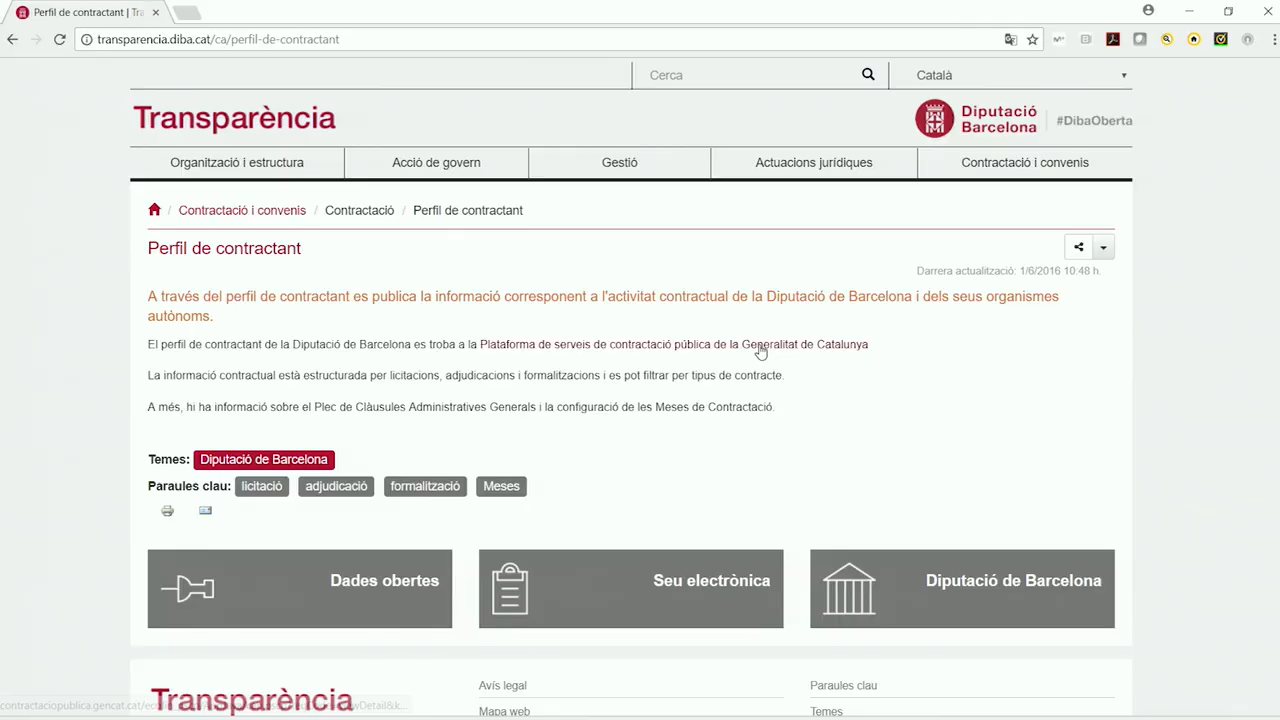 Perfil de contractant | Tra
transparencia.diba.cat/ca/perfil-de-contractant
Cerca
Català
Transparència
Diputació
Barcelona
#DibaOberta
Organització i estructura
Acció de govern
Gestió
Actuacions jurídiques
Contractació i convenis
/ Contractació i convenis / Contractació / Perfil de contractant
Perfil de contractant
Darrera actualització: 1/6/2016 10:48 h.
A través del perfil de contractant es publica la informació corresponent a l'activitat contractual de la Diputació de Barcelona i dels seus organismes
autònoms.
El perfil de contractant de la Diputació de Barcelona es troba a la Plataforma de serveis de contractació pública de la Generalitat de Catalunya
La informació contractual està estructurada per licitacions, adjudicacions i formalitzacions i es pot filtrar per tipus de contracte.
A més, hi ha informació sobre el Plec de Clàusules Administratives Generals i la configuració de les Meses de Contractació.
Temes: Diputació de Barcelona
Paraules clau: licitació adjudicació formalització Meses
Dades obertes
Seu electrònica
Diputació de Barcelona
Transparència
Avís legal
Paraules clau
Mapa web
Temes